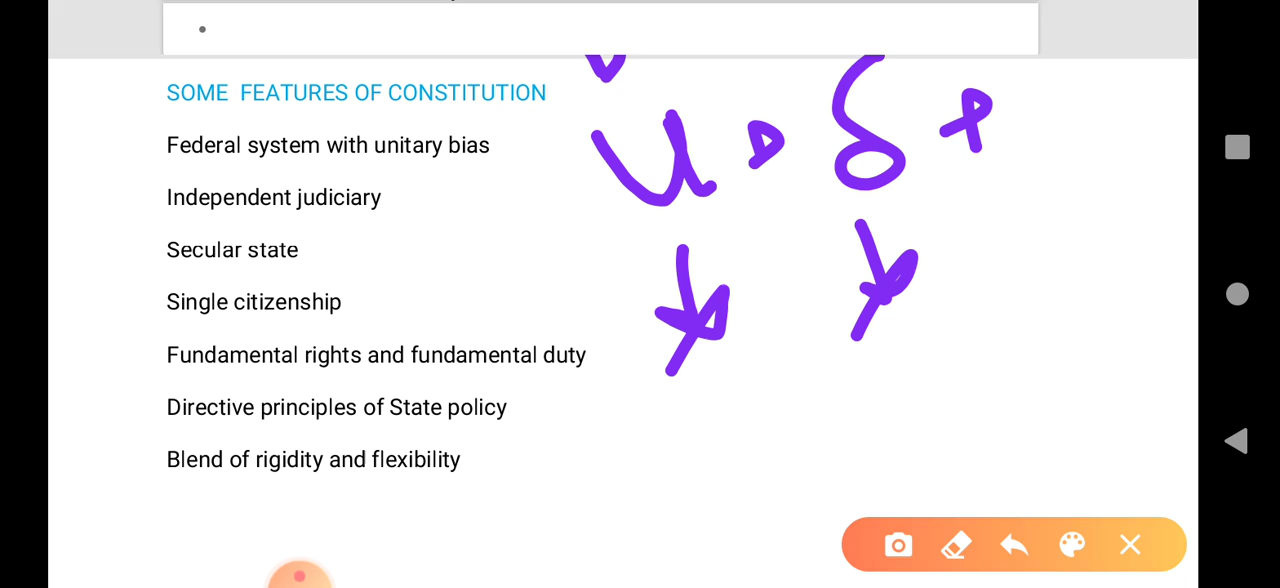 SOME FEATURES OF CONSTITUTION
Federal system with unitary bias
Independent judiciary
Secular state
Single citizenship
Fundamental rights and fundamental duty
Directive principles of State policy
Blend of rigidity and flexibility